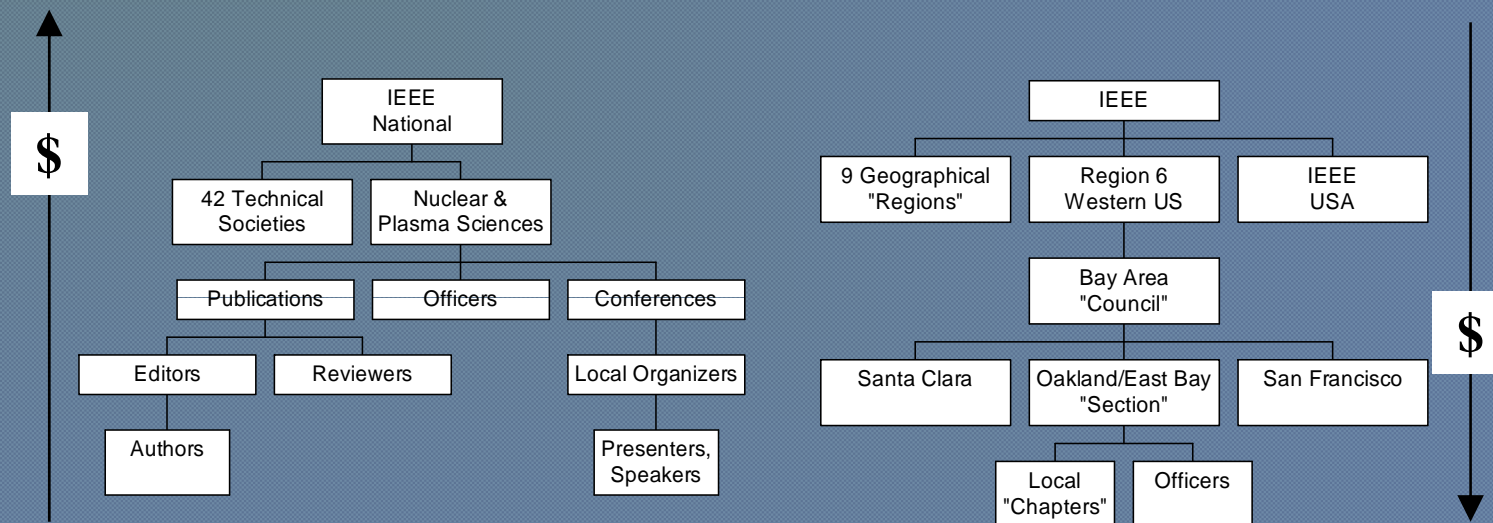 $
IEEE
National
42 Technical
Societies
Nuclear &
Plasma Sciences
Publications
Officers
Conferences
Editors
Reviewers
Local Organizers
Authors
Presenters,
Speakers
IEEE
9 Geographical
"Regions"
Region 6
Western US
IEEE
USA
Bay Area
"Council"
Santa Clara
Oakland/East Bay
"Section"
San Francisco
Local
"Chapters"
Officers
$